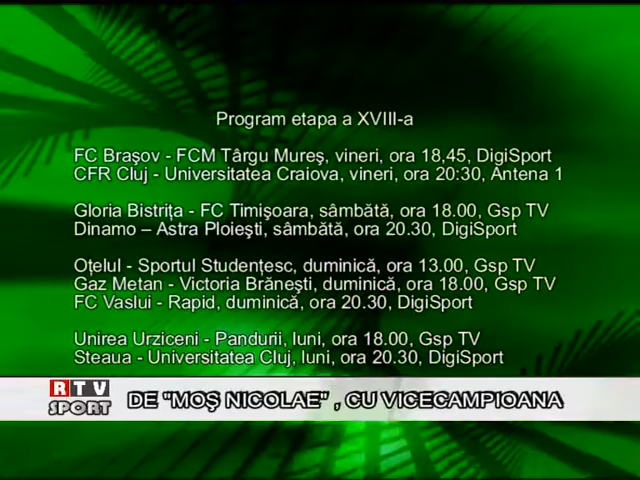 Program etapa a XVIII-a
FC Braşov - FCM Târgu Mureş, vineri, ora 18,45, DigiSport
CFR Cluj - Universitatea Craiova, vineri, ora 20:30, Antena 1
Gloria Bistriţa - FC Timişoara, sâmbătă, ora 18.00, Gsp TV
Dinamo – Astra Ploieşti, sâmbătă, ora 20.30, DigiSport
Oţelul - Sportul Studenţesc, duminică, ora 13.00, Gsp TV
Gaz Metan - Victoria Brăneşti, duminică, ora 18.00, Gsp TV
FC Vaslui - Rapid, duminică, ora 20.30, DigiSport
Unirea Urziceni - Pandurii, luni, ora 18.00, Gsp TV
Steaua - Universitatea Cluj, luni, ora 20.30, DigiSport
RTV
SPORT
DE "MOŞ NICOLAE" , CU VICECAMPIOANA